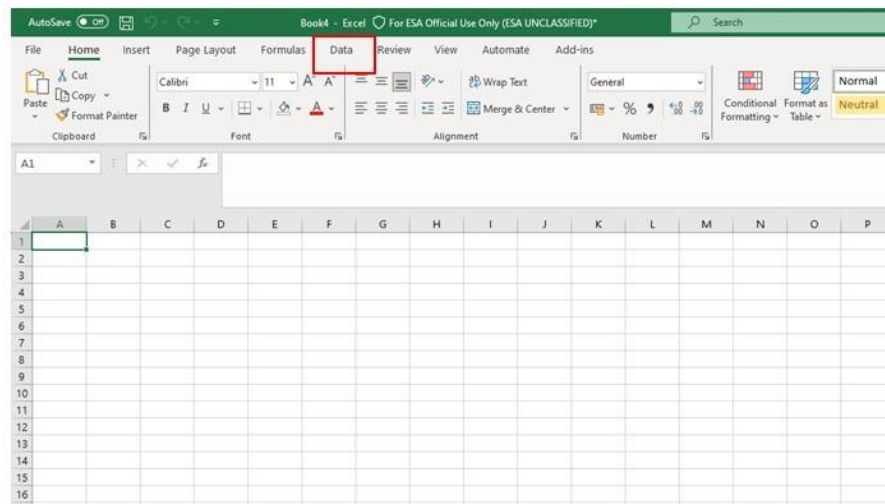 AutoSave Off Book4 - Excel For ESA Official Use Only (ESA UNCLASSIFIED)* Search
File Home Insert Page Layout Formulas Data Review View Automate Add-ins
Paste
Cut
Copy
Format Painter
Clipboard
Calibri 11 A A
B I U A
Font
Wrap Text
Merge & Center
Alignment
General
% 9
Number
Conditional Formatting
Format as Table
Normal
Neutral
A1 fx
A B C D E F G H I J K L M N O P
1
2
3
4
5
6
7
8
9
10
11
12
13
14
15
16